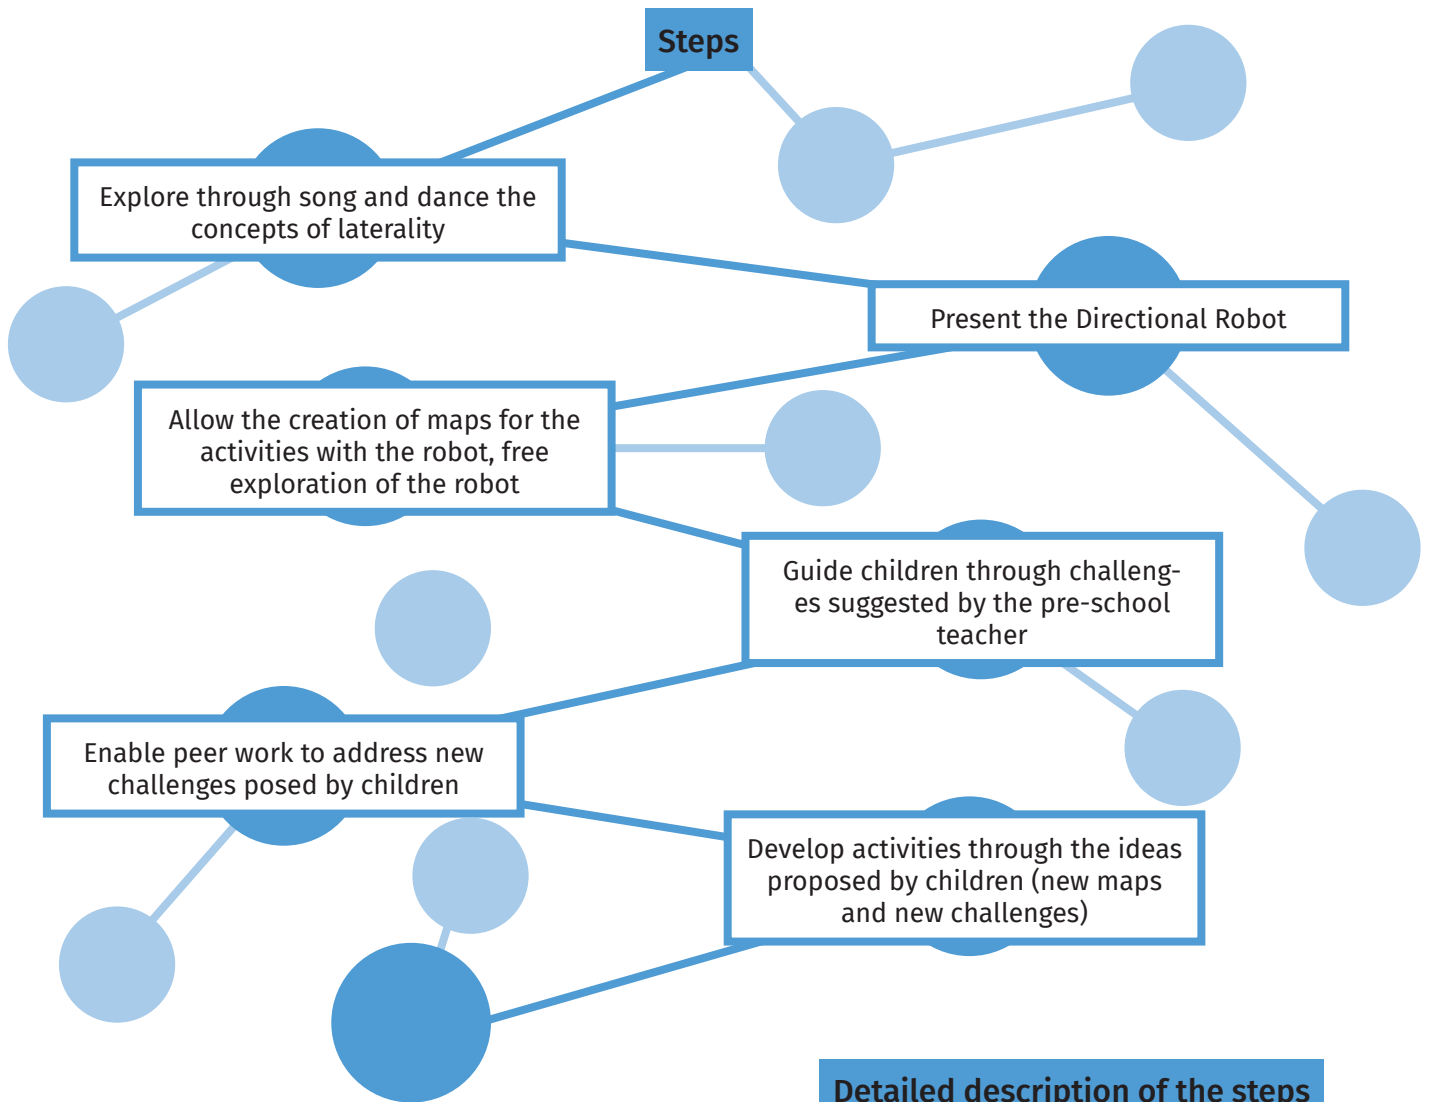 Steps
Explore through song and dance the
concepts of laterality
Present the Directional Robot
Allow the creation of maps for the
activities with the robot, free
exploration of the robot
Guide children through challeng-
es suggested by the pre-school
teacher
Enable peer work to address new
challenges posed by children
Develop activities through the ideas
proposed by children (new maps
and new challenges)
Detailed description of the steps